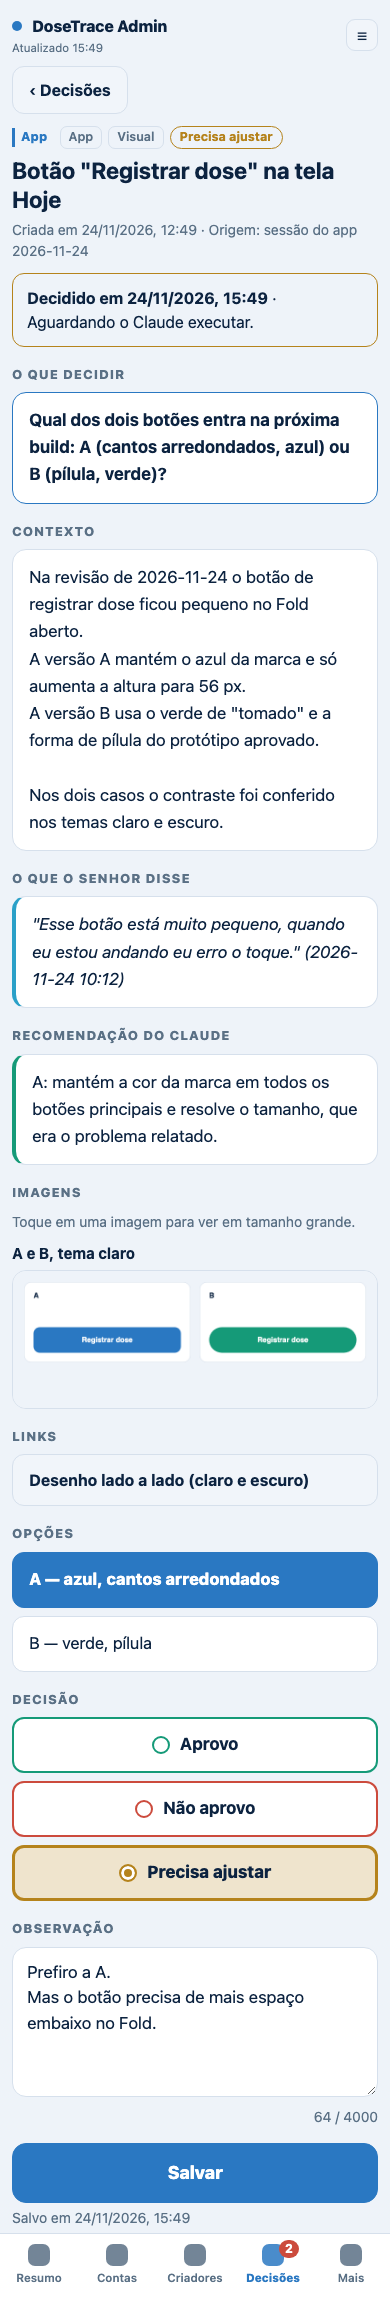 DoseTrace Admin
Atualizado 15:49
≡
‹ Decisões
App
App
Visual
Precisa ajustar
Botão "Registrar dose" na tela
Hoje
Criada em 24/11/2026, 12:49 · Origem: sessão do app
2026-11-24
Decidido em 24/11/2026, 15:49 ·
Aguardando o Claude executar.
O QUE DECIDIR
Qual dos dois botões entra na próxima
build: A (cantos arredondados, azul) ou
B (pílula, verde)?
CONTEXTO
Na revisão de 2026-11-24 o botão de
registrar dose ficou pequeno no Fold
aberto.
A versão A mantém o azul da marca e só
aumenta a altura para 56 px.
A versão B usa o verde de "tomado" e a
forma de pílula do protótipo aprovado.
Nos dois casos o contraste foi conferido
nos temas claro e escuro.
O QUE O SENHOR DISSE
"Esse botão está muito pequeno, quando
eu estou andando eu erro o toque." (2026-
11-24 10:12)
RECOMENDAÇÃO DO CLAUDE
A: mantém a cor da marca em todos os
botões principais e resolve o tamanho, que
era o problema relatado.
IMAGENS
Toque em uma imagem para ver em tamanho grande.
A e B, tema claro
A
B
Registrar dose
Registrar dose
LINKS
Desenho lado a lado (claro e escuro)
OPÇÕES
A — azul, cantos arredondados
B — verde, pílula
DECISÃO
Aprovo
Não aprovo
Precisa ajustar
OBSERVAÇÃO
Prefiro a A.
Mas o botão precisa de mais espaço
embaixo no Fold.
64 / 4000
Salvar
Salvo em 24/11/2026, 15:49
2
Resumo
Contas
Criadores
Decisões
Mais